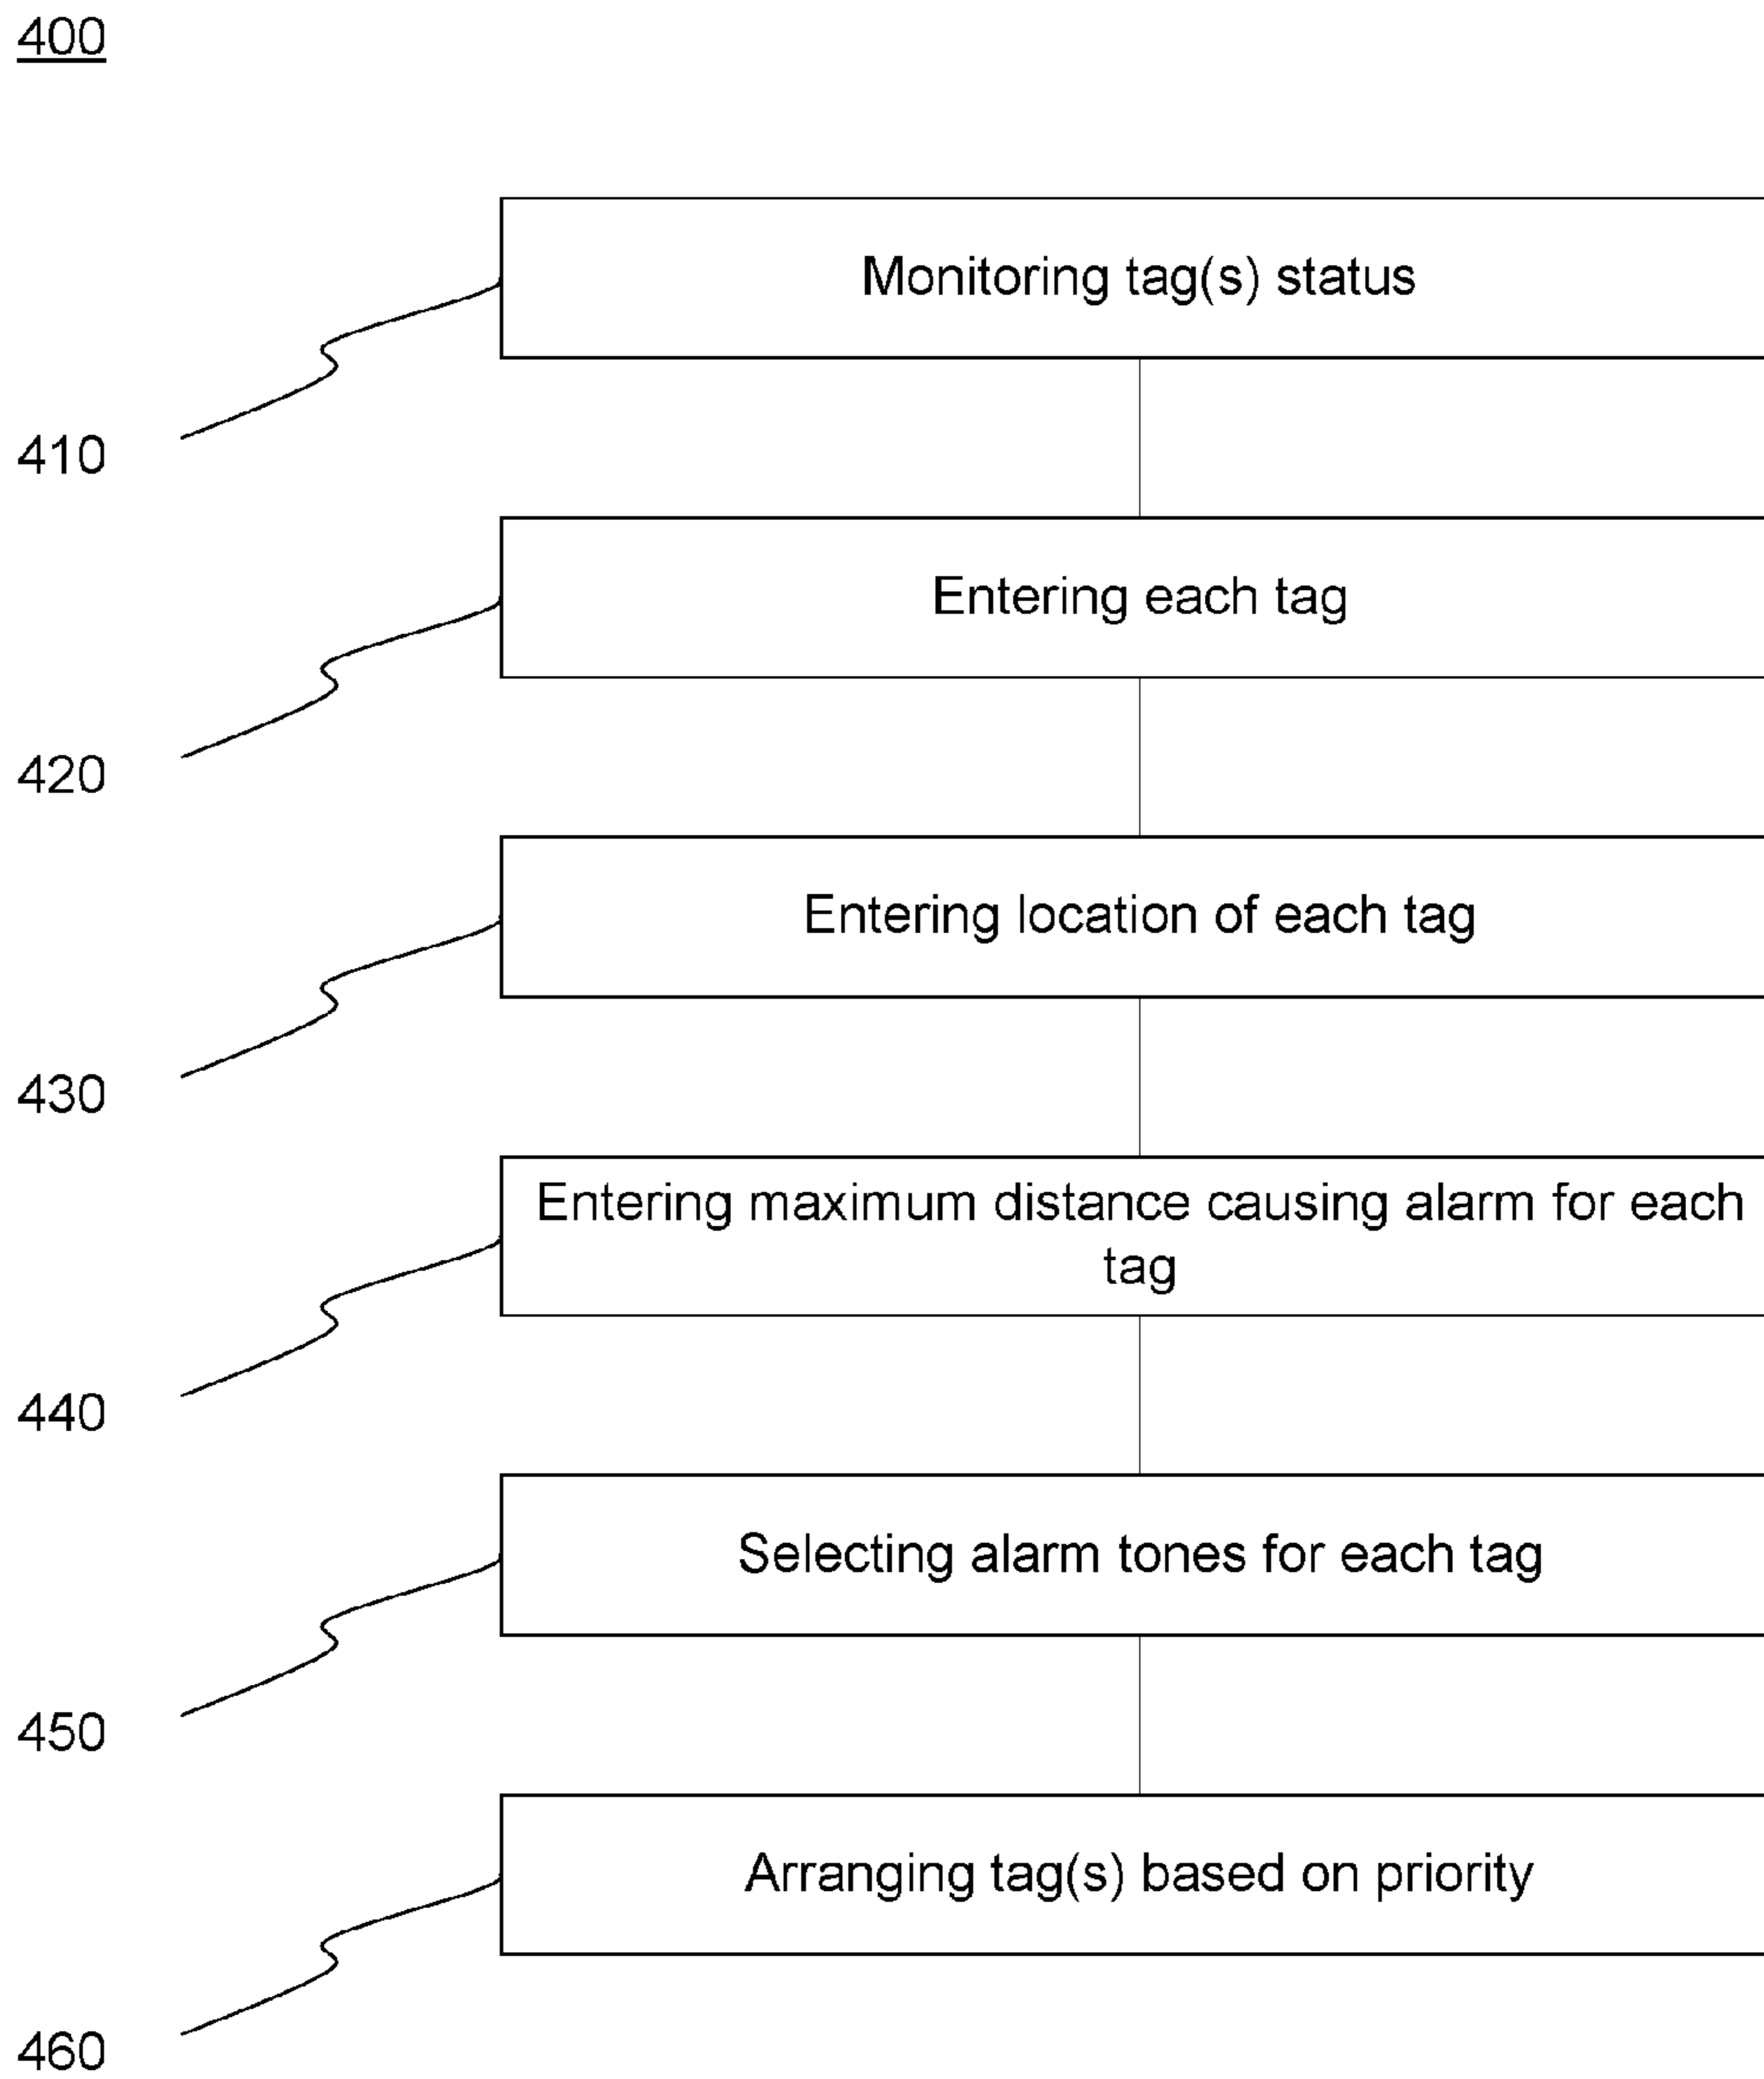 400
Monitoring tag(s) status
410
Entering each tag
420
Entering location of each tag
430
Entering maximum distance causing alarm for each
tag
440
Selecting alarm tones for each tag
450
Arranging tag(s) based on priority
460